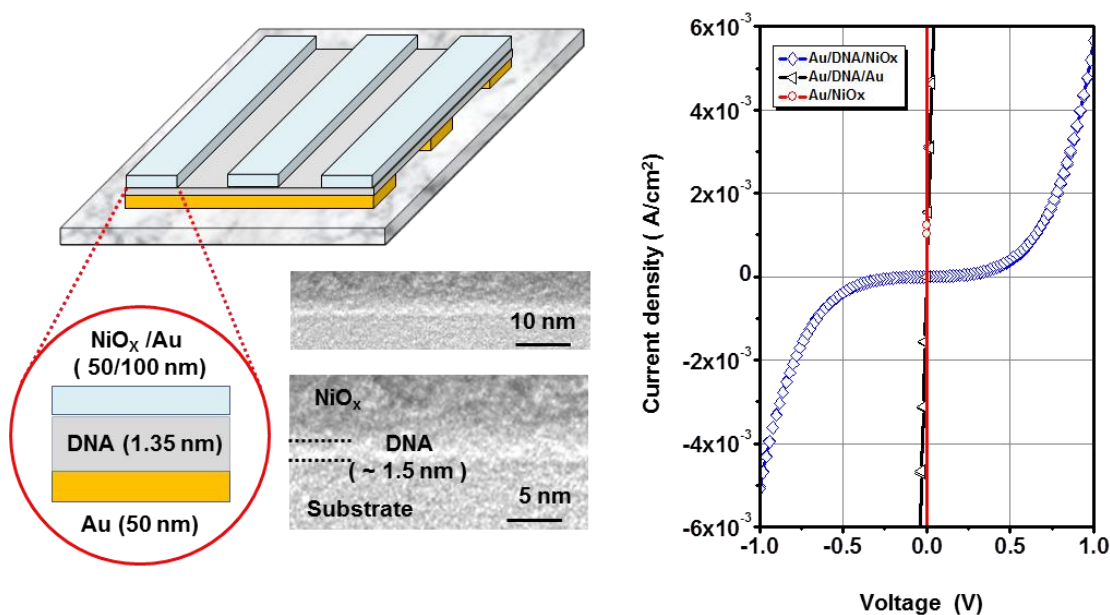 NiOX /Au
( 50/100 nm)
DNA (1.35 nm)
Au (50 nm)
10 nm
NiOx
DNA
( ~ 1.5 nm )
5 nm
Substrate
Au/DNA/NiOx
Au/DNA/Au
Au/NiOx
Current density ( A/cm²)
6x10⁻³
4x10⁻³
2x10⁻³
0
-2x10⁻³
-4x10⁻³
-6x10⁻³
-1.0 -0.5 0.0 0.5 1.0
Voltage (V)